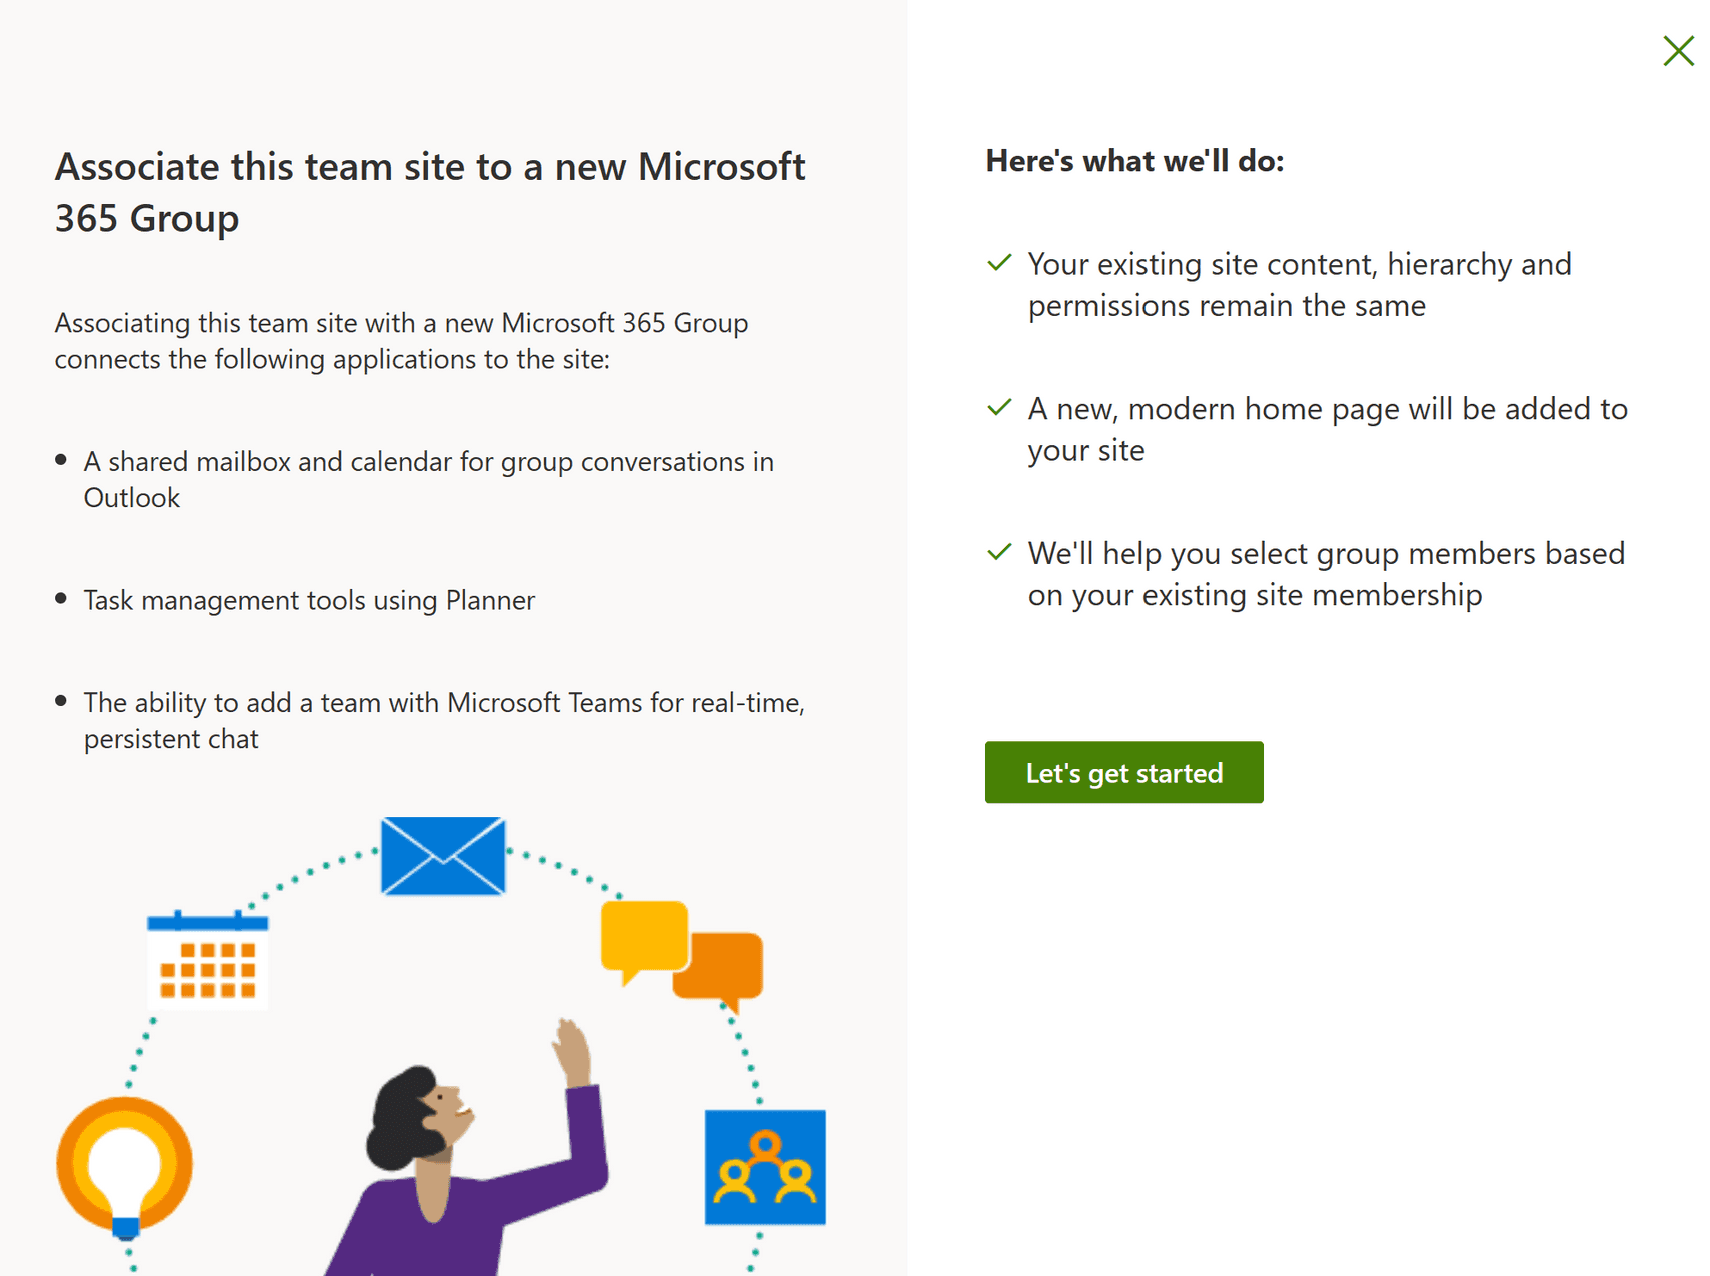 Associate this team site to a new Microsoft
365 Group
Associating this team site with a new Microsoft 365 Group
connects the following applications to the site:
A shared mailbox and calendar for group conversations in
Outlook
Task management tools using Planner
The ability to add a team with Microsoft Teams for real-time,
persistent chat
Here's what we'll do:
Your existing site content, hierarchy and
permissions remain the same
A new, modern home page will be added to
your site
We'll help you select group members based
on your existing site membership
Let's get started